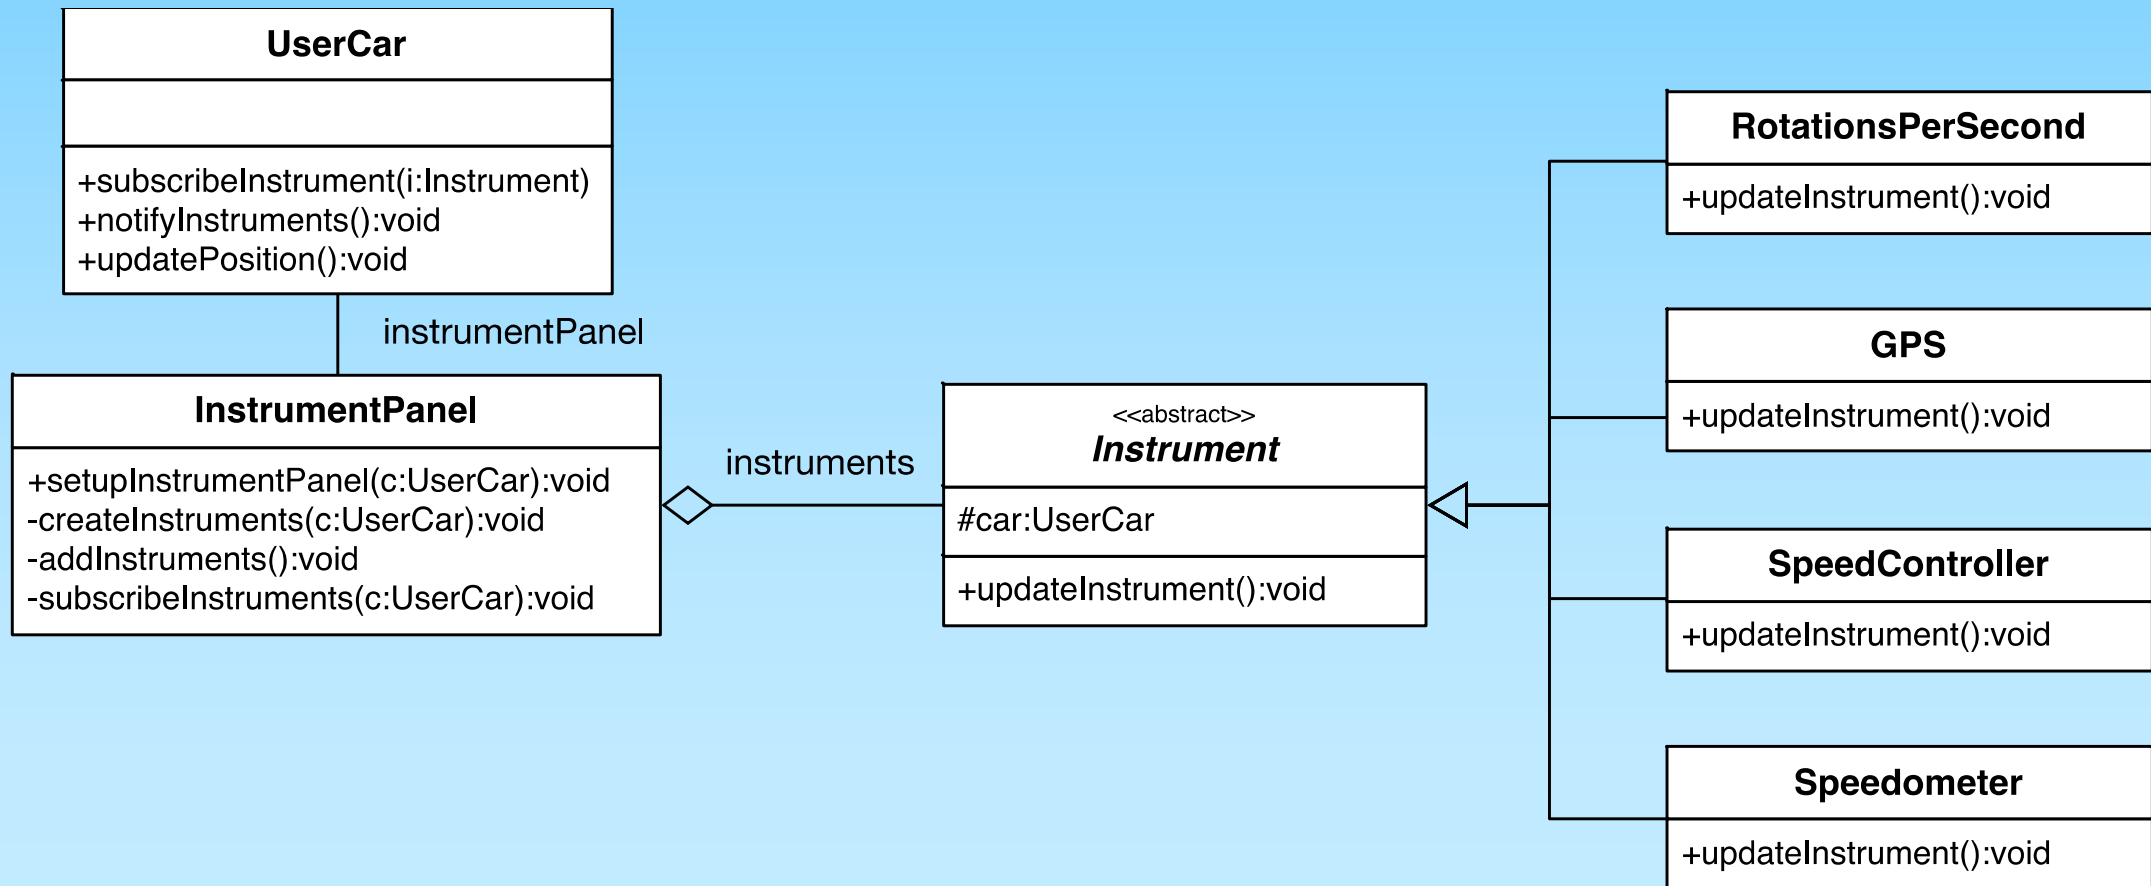 UserCar
+subscribeInstrument(i:Instrument)
+notifyInstruments():void
+updatePosition():void
instrumentPanel
InstrumentPanel
+setupInstrumentPanel(c:UserCar):void
-createInstruments(c:UserCar):void
-addInstruments():void
-subscribeInstruments(c:UserCar):void
instruments
<<abstract>>
Instrument
#car:UserCar
+updateInstrument():void
RotationsPerSecond
+updateInstrument():void
GPS
+updateInstrument():void
SpeedController
+updateInstrument():void
Speedometer
+updateInstrument():void